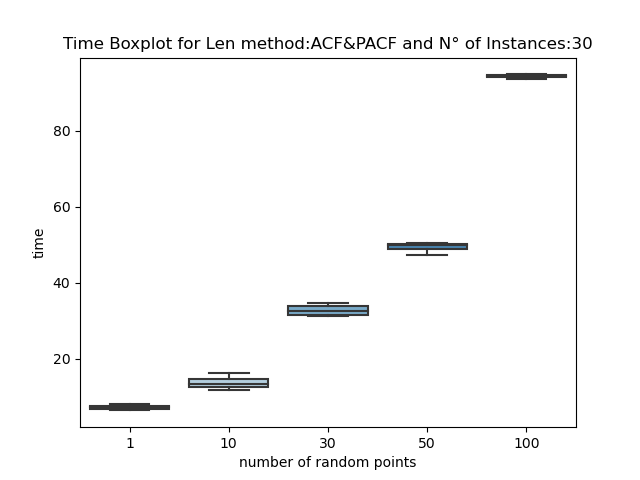 Time Boxplot for Len method:ACF&PACF and N° of Instances:30
80
60
40
20
time
1 10 30 50 100
number of random points